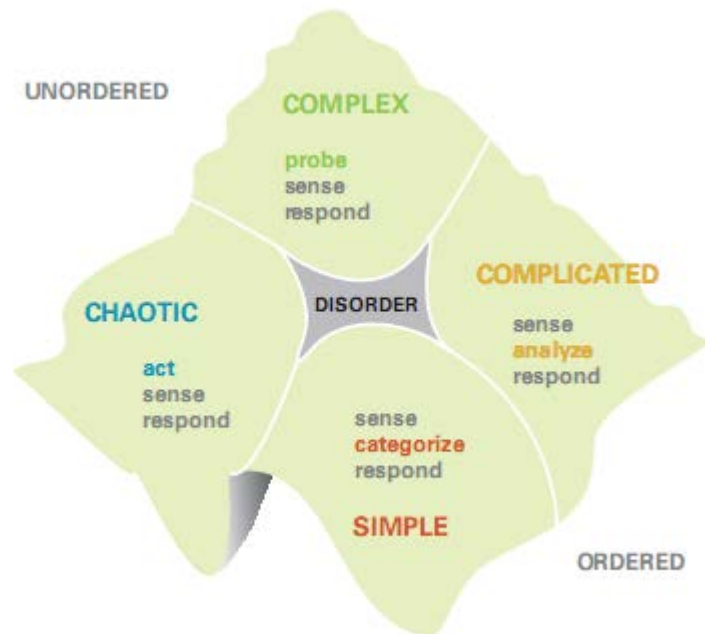 UNORDERED
COMPLEX
probe
sense
respond
CHAOTIC
act
sense
respond
DISORDER
COMPLICATED
sense
analyze
respond
sense
categorize
respond
SIMPLE
ORDERED